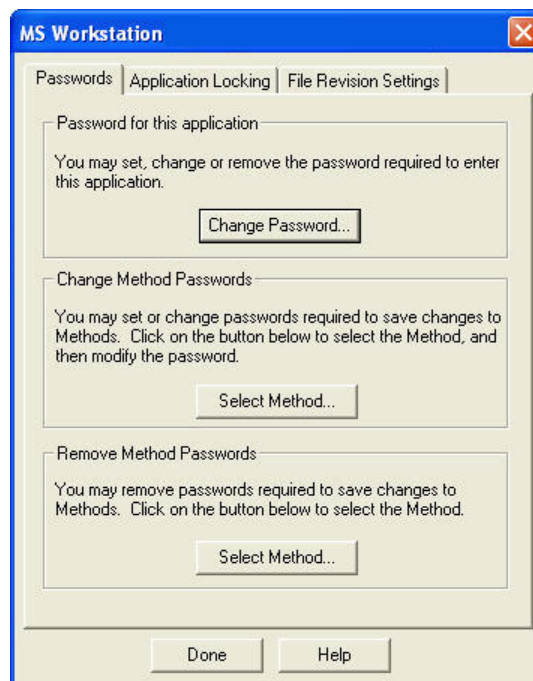 MS Workstation
Passwords
Application Locking
File Revision Settings
Password for this application
You may set, change or remove the password required to enter
this application.
Change Password...
Change Method Passwords
You may set or change passwords required to save changes to
Methods. Click on the button below to select the Method, and
then modify the password.
Select Method...
Remove Method Passwords
You may remove passwords required to save changes to
Methods. Click on the button below to select the Method.
Select Method...
Done
Help